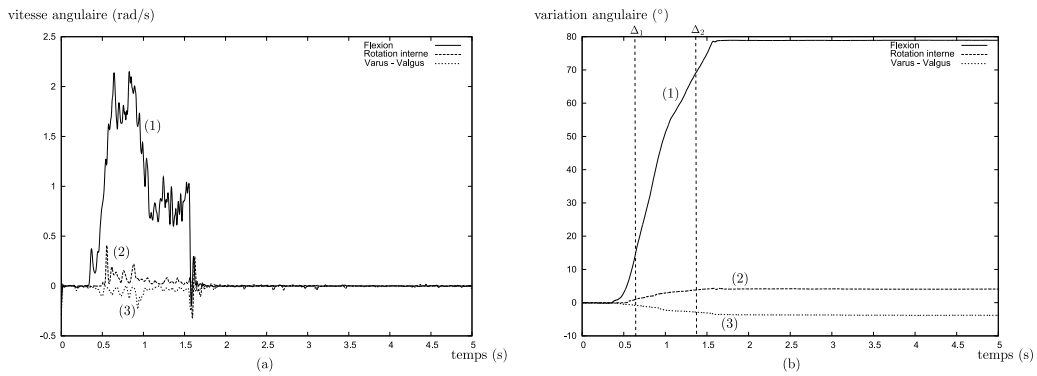 vitesse angulaire (rad/s)
2.5
2
1.5
1
0.5
0
-0.5
Flexion
Rotation interne
Varus - Valgus
(1)
(2)
(3)
0 0.5 1 1.5 2 2.5 3 3.5 4 4.5 5
temps (s)
(a)
variation angulaire (°)
Δ1 Δ2
80
70
60
50
40
30
20
10
0
-10
Flexion
Rotation interne
Varus - Valgus
(1)
(2)
(3)
0 0.5 1 1.5 2 2.5 3 3.5 4 4.5 5
temps (s)
(b)